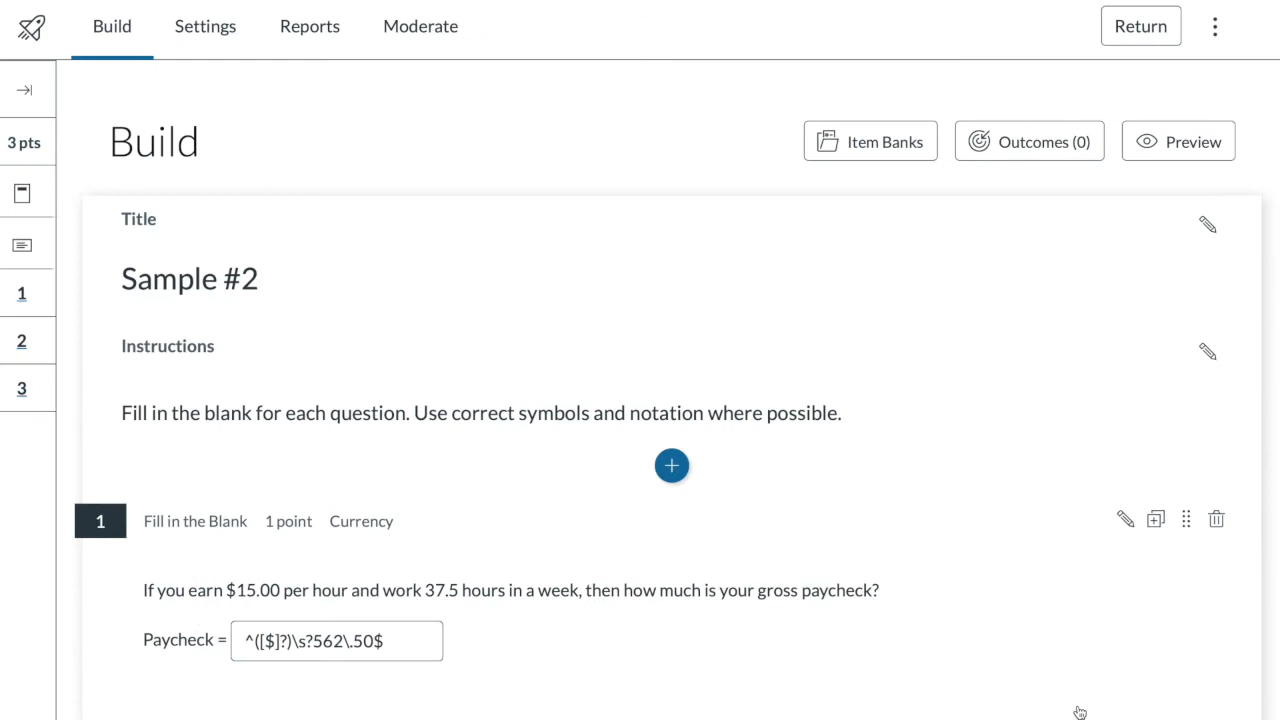 Build Settings Reports Moderate Return
3 pts
Build
Item Banks Outcomes (0) Preview
Title
Sample #2
1
Instructions
2
3
Fill in the blank for each question. Use correct symbols and notation where possible.
1 Fill in the Blank 1 point Currency
If you earn $15.00 per hour and work 37.5 hours in a week, then how much is your gross paycheck?
Paycheck = ^([$]?)\s?562\.50$